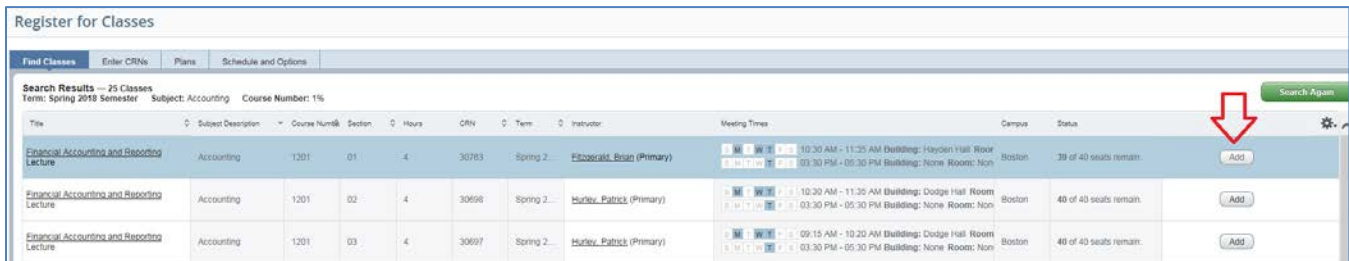 Register for Classes
Find Classes Enter CRNs Plans Schedule and Options
Search Results — 25 Classes
Term: Spring 2018 Semester Subject: Accounting Course Number: 1%
Search Again
Title Subject Description Course Numb Section Hours CRN Term Instructor Meeting Times Campus Status
Financial Accounting and Reporting
Lecture
Accounting 1201 01 4 30763 Spring 2... Fitzgerald, Brian (Primary)
S M T W T F S 10:30 AM - 11:35 AM Building: Hayden Hall Roor
S M T W T F S 03:30 PM - 05:30 PM Building: None Room: Non
Boston 39 of 40 seats remain. Add
Financial Accounting and Reporting
Lecture
Accounting 1201 02 4 30698 Spring 2... Hurley, Patrick (Primary)
S M T W T F S 10:30 AM - 11:35 AM Building: Dodge Hall Room
S M T W T F S 03:30 PM - 05:30 PM Building: None Room: Non
Boston 40 of 40 seats remain. Add
Financial Accounting and Reporting
Lecture
Accounting 1201 03 4 30697 Spring 2... Hurley, Patrick (Primary)
S M T W T F S 09:15 AM - 10:20 AM Building: Dodge Hall Room
S M T W T F S 03:30 PM - 05:30 PM Building: None Room: Non
Boston 40 of 40 seats remain. Add